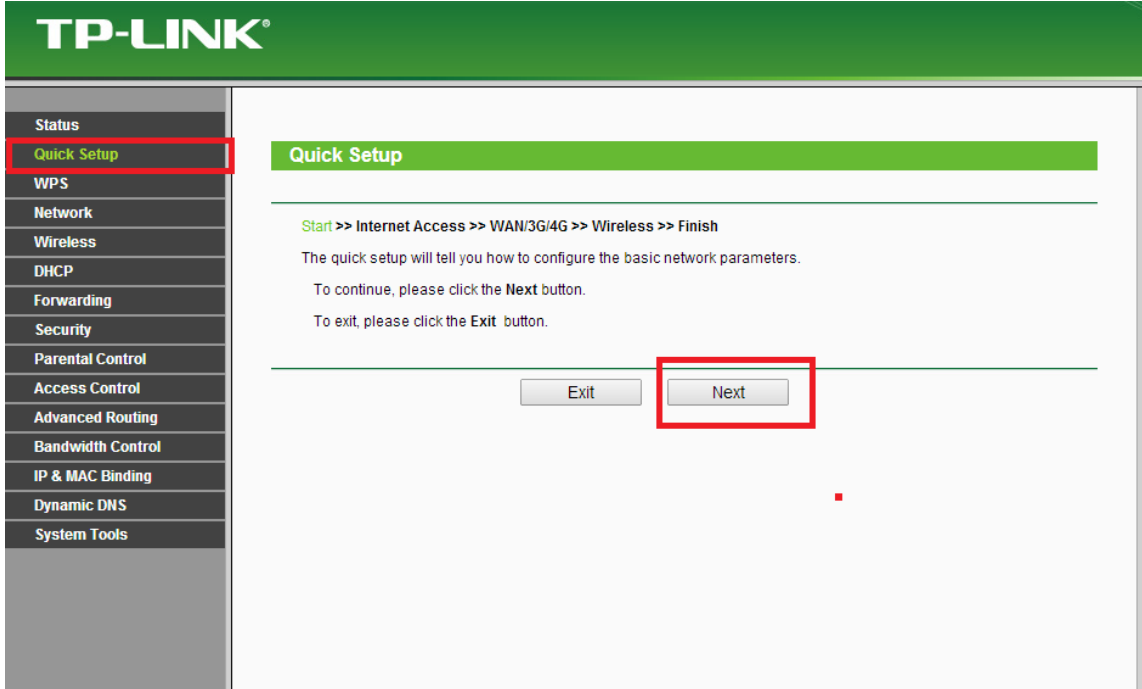 TP-LINK®
Status
Quick Setup
WPS
Network
Wireless
DHCP
Forwarding
Security
Parental Control
Access Control
Advanced Routing
Bandwidth Control
IP & MAC Binding
Dynamic DNS
System Tools
Quick Setup
Start >> Internet Access >> WAN/3G/4G >> Wireless >> Finish
The quick setup will tell you how to configure the basic network parameters.
To continue, please click the Next button.
To exit, please click the Exit button.
Exit Next